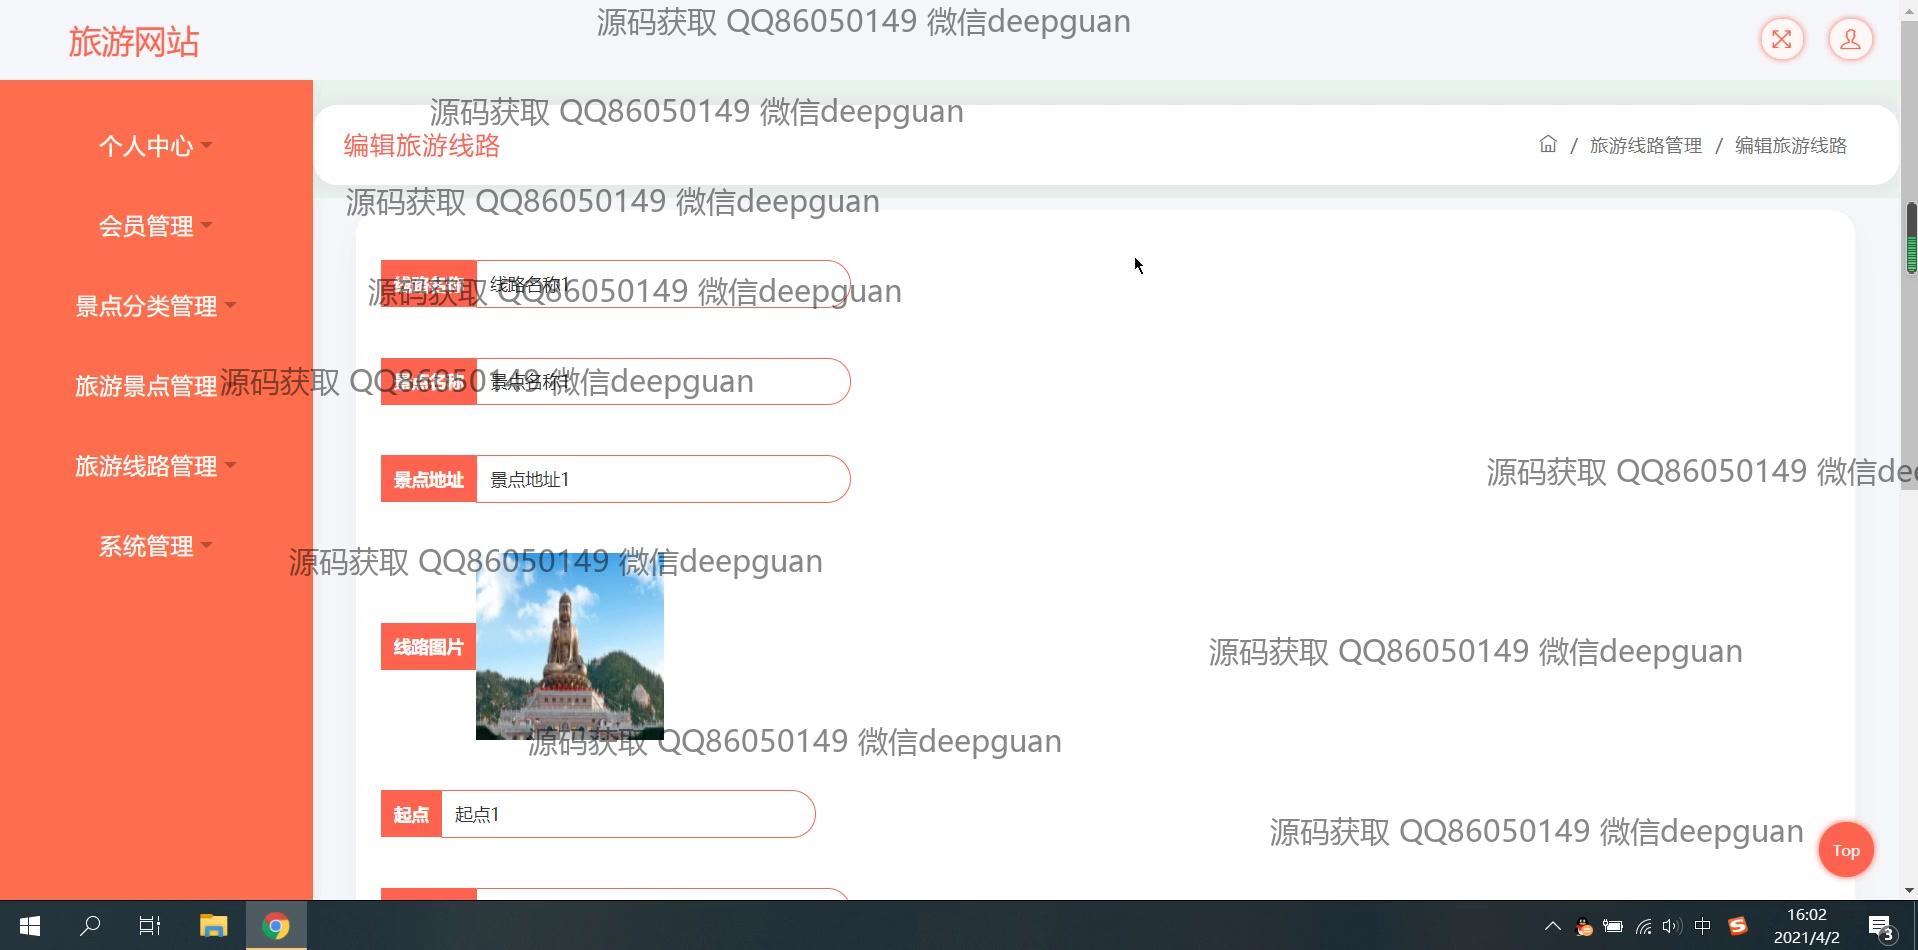 源码获取 QQ86050149 微信deepguan
旅游网站
源码获取 QQ86050149 微信deepguan
编辑旅游线路
/ 旅游线路管理 / 编辑旅游线路
个人中心
会员管理
景点分类管理
旅游景点管理
旅游线路管理
系统管理
源码获取 QQ86050149 微信deepguan
线路名称 线路名称1
源码获取 QQ86050149 微信deepguan
景点名称 景点名称1
源码获取 QQ86050149 微信deepguan
景点地址 景点地址1
源码获取 QQ86050149 微信dee
源码获取 QQ86050149 微信deepguan
线路图片
源码获取 QQ86050149 微信deepguan
源码获取 QQ86050149 微信deepguan
起点 起点1
源码获取 QQ86050149 微信deepguan
Top
中
16:02
2021/4/2
3